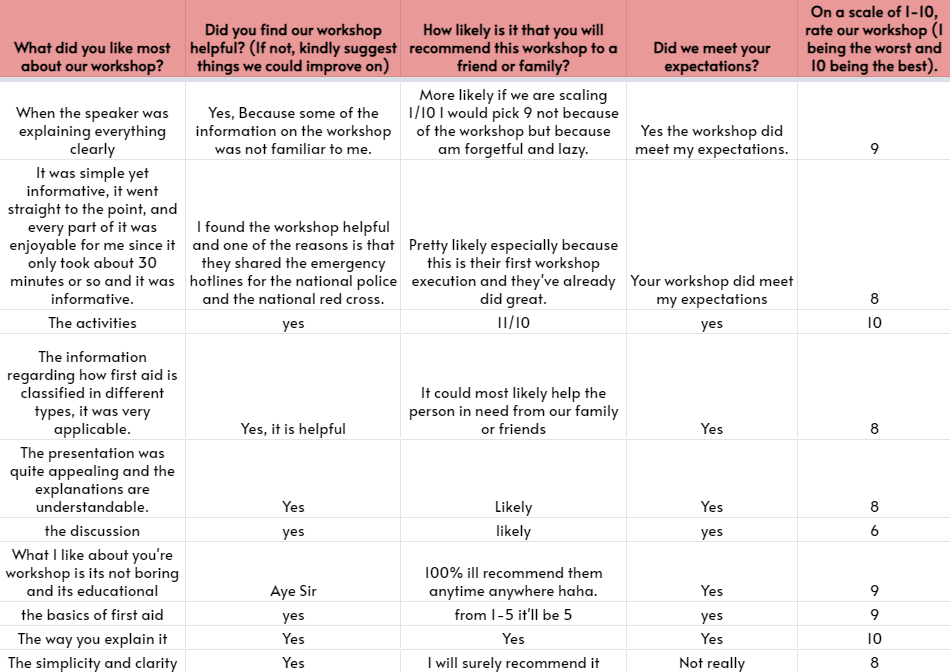 What did you like most
about our workshop?
Did you find our workshop
helpful? (If not, kindly suggest
things we could improve on)
How likely is it that you will
recommend this workshop to a
friend or family?
Did we meet your
expectations?
On a scale of 1-10,
rate our workshop (1
being the worst and
10 being the best).
When the speaker was
explaining everything
clearly
Yes, Because some of the
information on the workshop
was not familiar to me.
More likely if we are scaling
1/10 I would pick 9 not because
of the workshop but because
am forgetful and lazy.
Yes the workshop did
meet my expectations.
9
It was simple yet
informative, it went
straight to the point, and
every part of it was
enjoyable for me since it
only took about 30
minutes or so and it was
informative.
I found the workshop helpful
and one of the reasons is that
they shared the emergency
hotlines for the national police
and the national red cross.
Pretty likely especially because
this is their first workshop
execution and they've already
did great.
Your workshop did meet
my expectations
8
The activities
yes
11/10
yes
10
The information
regarding how first aid is
classified in different
types, it was very
applicable.
Yes, it is helpful
It could most likely help the
person in need from our family
or friends
Yes
8
The presentation was
quite appealing and the
explanations are
understandable.
Yes
Likely
Yes
8
the discussion
yes
likely
yes
6
What I like about you're
workshop is its not boring
and its educational
Aye Sir
100% ill recommend them
anytime anywhere haha.
Yes
9
the basics of first aid
yes
from 1-5 it'll be 5
yes
9
The way you explain it
Yes
Yes
Yes
10
The simplicity and clarity
Yes
I will surely recommend it
Not really
8